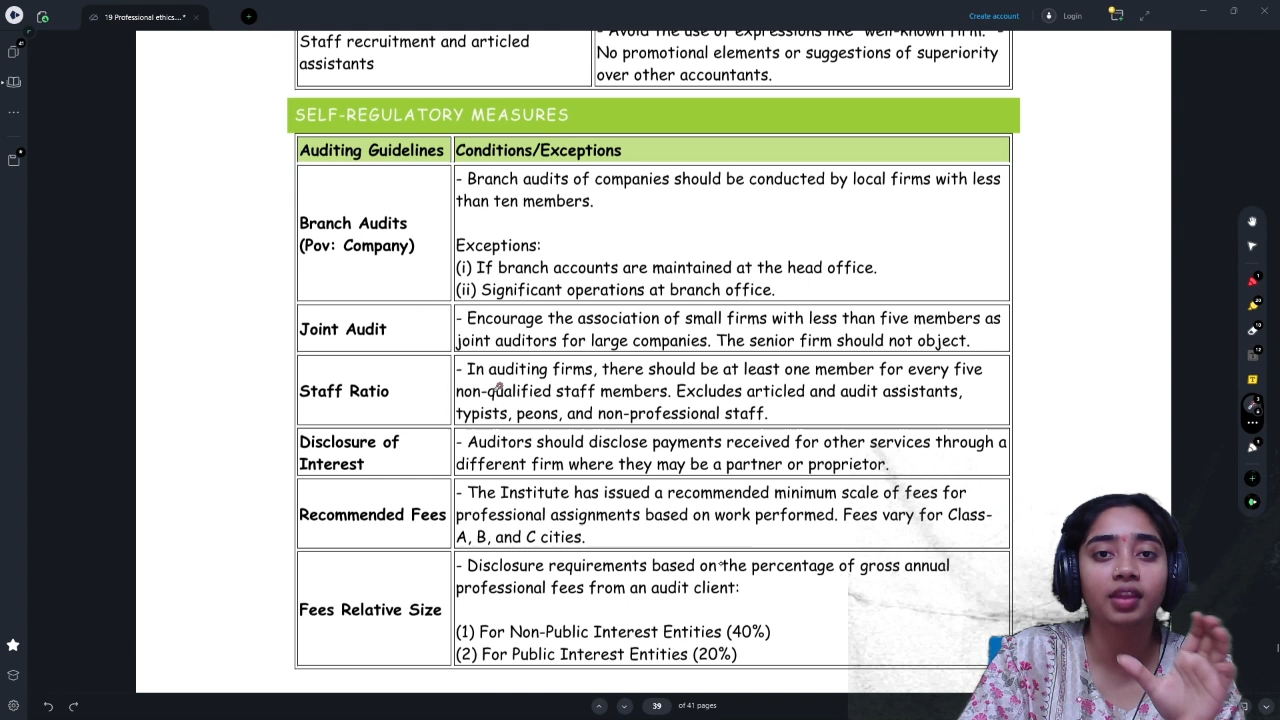 19 Professional ethics....*
Create account
Login
Staff recruitment and articled
assistants
- Avoid the use of expressions like "well-known firm." -
No promotional elements or suggestions of superiority
over other accountants.
SELF-REGULATORY MEASURES
Auditing Guidelines
Conditions/Exceptions
Branch Audits
(Pov: Company)
- Branch audits of companies should be conducted by local firms with less
than ten members.
Exceptions:
(i) If branch accounts are maintained at the head office.
(ii) Significant operations at branch office.
Joint Audit
- Encourage the association of small firms with less than five members as
joint auditors for large companies. The senior firm should not object.
Staff Ratio
- In auditing firms, there should be at least one member for every five
non-qualified staff members. Excludes articled and audit assistants,
typists, peons, and non-professional staff.
Disclosure of
Interest
- Auditors should disclose payments received for other services through a
different firm where they may be a partner or proprietor.
Recommended Fees
- The Institute has issued a recommended minimum scale of fees for
professional assignments based on work performed. Fees vary for Class-
A, B, and C cities.
Fees Relative Size
- Disclosure requirements based on the percentage of gross annual
professional fees from an audit client:
(1) For Non-Public Interest Entities (40%)
(2) For Public Interest Entities (20%)
39
of 41 pages